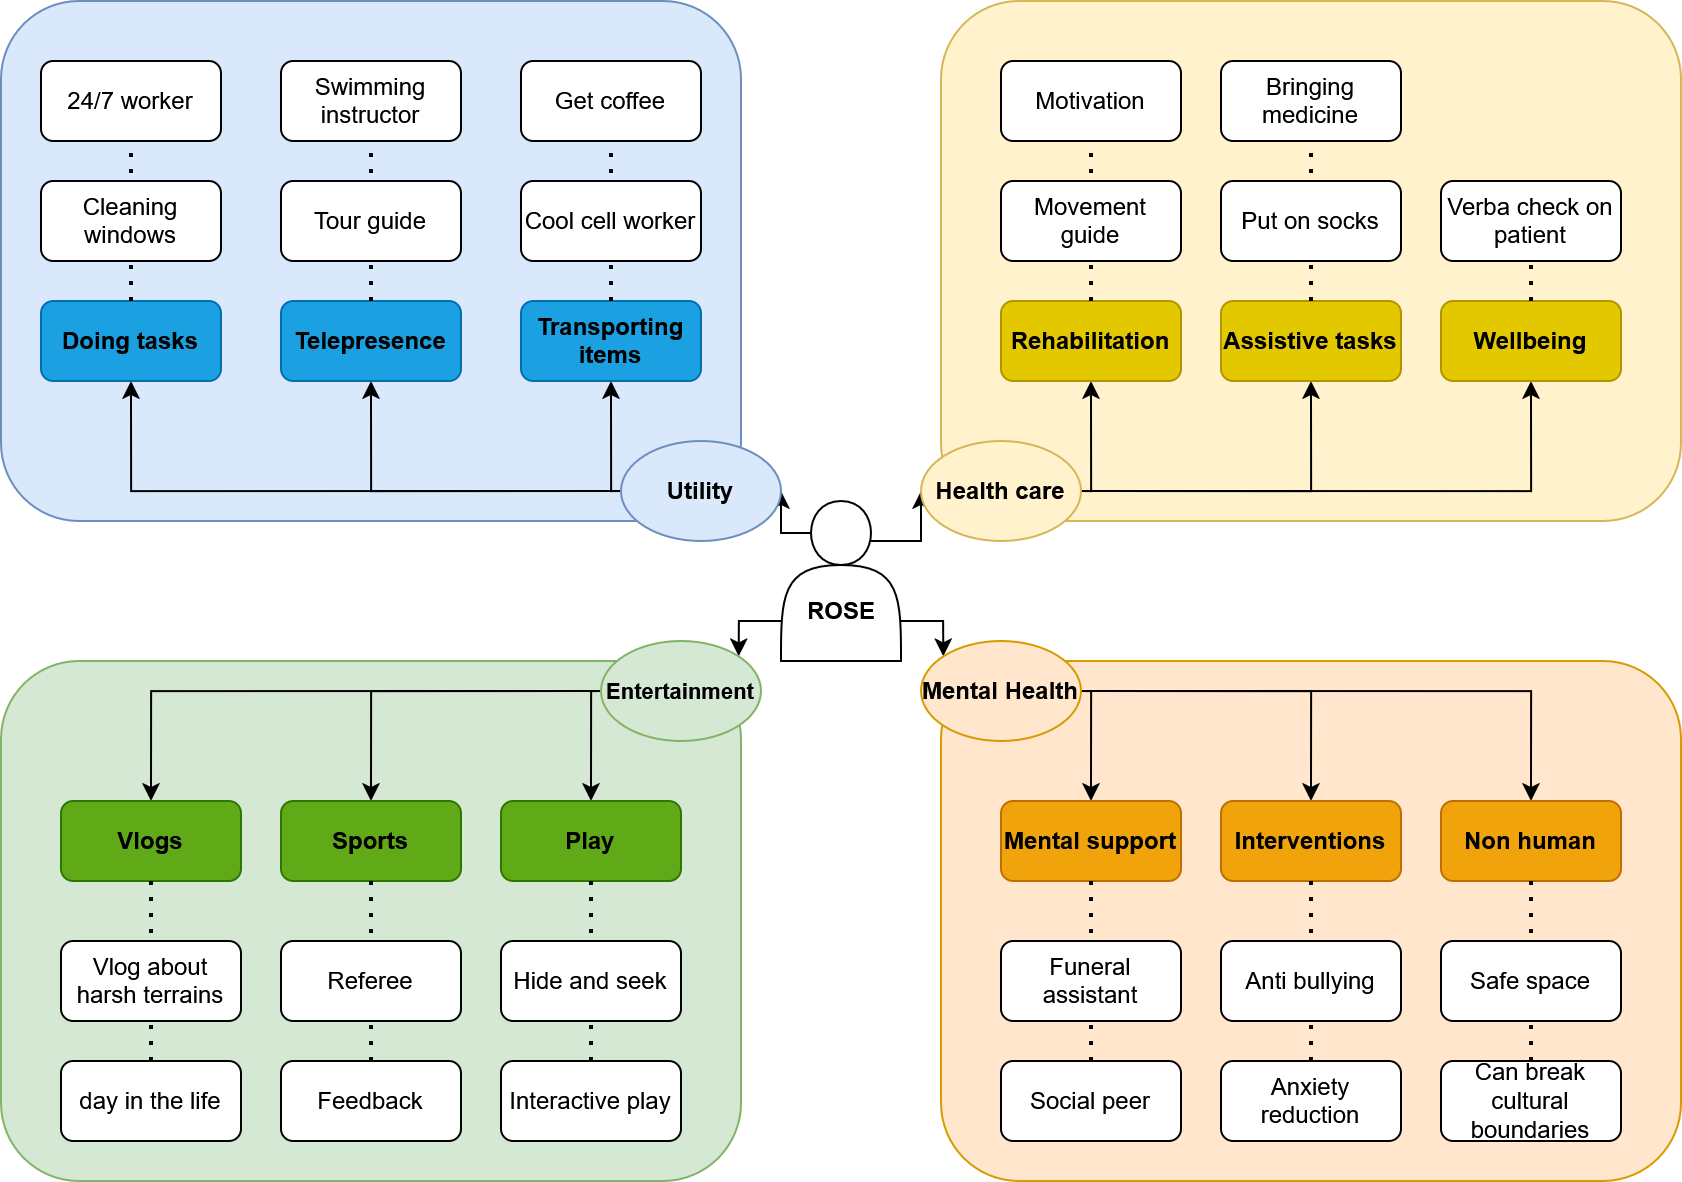 24/7 worker
Swimming
instructor
Get coffee
Cleaning
windows
Tour guide
Cool cell worker
Doing tasks
Telepresence
Transporting
items
Utility
Motivation
Bringing
medicine
Movement
guide
Put on socks
Verba check on
patient
Rehabilitation
Assistive tasks
Wellbeing
Health care
ROSE
Entertainment
Vlogs
Sports
Play
Vlog about
harsh terrains
Referee
Hide and seek
day in the life
Feedback
Interactive play
Mental Health
Mental support
Interventions
Non human
Funeral
assistant
Anti bullying
Safe space
Social peer
Anxiety
reduction
Can break
cultural
boundaries